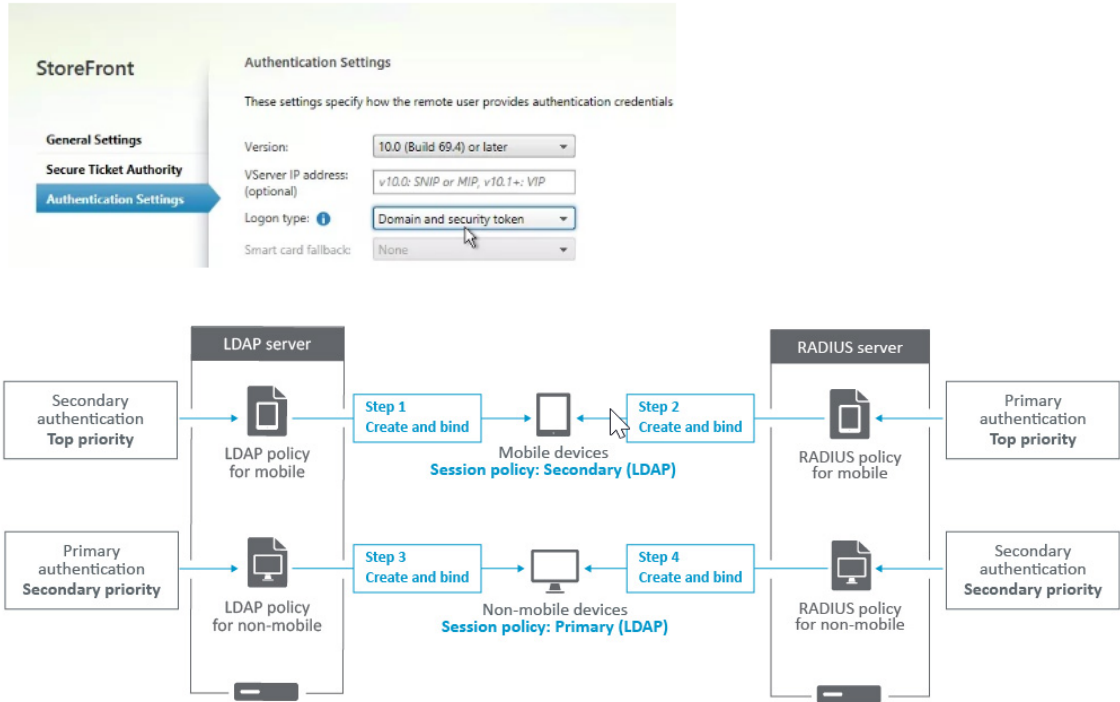 StoreFront
General Settings
Secure Ticket Authority
Authentication Settings
Authentication Settings
These settings specify how the remote user provides authentication credentials
Version:
10.0 (Build 69.4) or later
VServer IP address:
(optional)
v10.0: SNIP or MIP, v10.1+: VIP
Logon type:
Domain and security token
Smart card fallback:
None
LDAP server
RADIUS server
Secondary
authentication
Top priority
LDAP policy
for mobile
Step 1
Create and bind
Mobile devices
Session policy: Secondary (LDAP)
Step 2
Create and bind
RADIUS policy
for mobile
Primary
authentication
Top priority
Primary
authentication
Secondary priority
LDAP policy
for non-mobile
Step 3
Create and bind
Non-mobile devices
Session policy: Primary (LDAP)
Step 4
Create and bind
RADIUS policy
for non-mobile
Secondary
authentication
Secondary priority